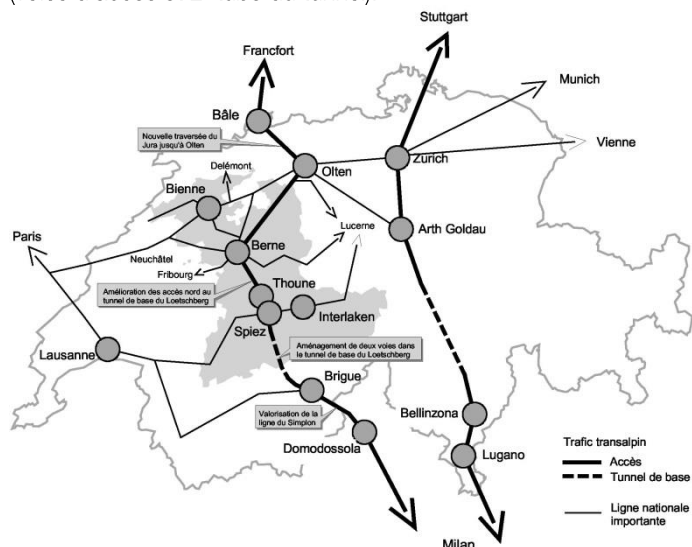 Stuttgart
Francfort
Munich
Bâle
Nouvelle traversée du
Jura jusqu'à Olten
Vienne
Zurich
Olten
Delémont
Bienne
Lucerne
Arth Goldau
Paris
Berne
Neuchâtel
Fribourg
Amélioration des accès nord au
tunnel de base du Loetschberg
Thoune
Interlaken
Spiez
Aménagement de deux voies dans
le tunnel de base du Loetschberg
Lausanne
Brigue
Valorisation de la
ligne du Simplon
Bellinzona
Domodossola
Lugano
Trafic transalpin
Accès
Tunnel de base
Ligne nationale
importante
Milan